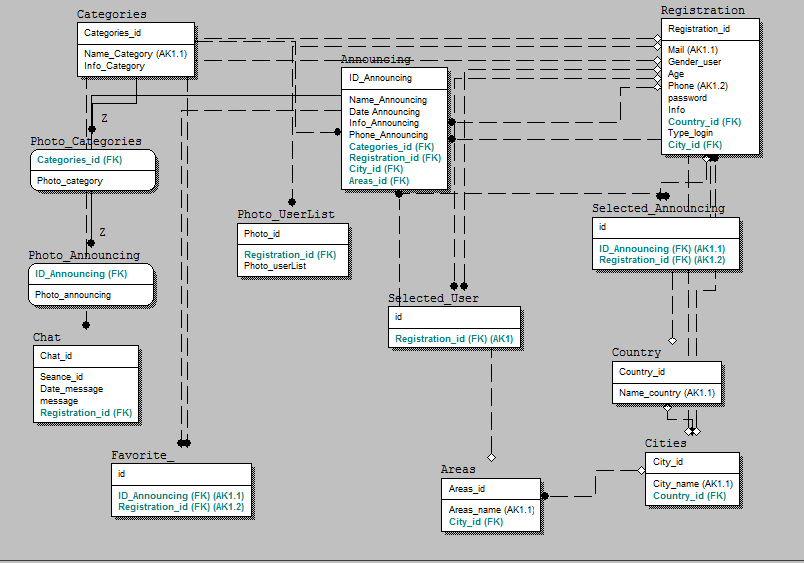 Categories
Categories_id
Name_Category (AK1.1)
Info_Category
Registration
Registration_id
Mail (AK1.1)
Gender_user
Age
Phone (AK1.2)
password
Info
Country_id (FK)
Type_login
City_id (FK)
Announcing
ID_Announcing
Name_Announcing
Date Announcing
Info_Announcing
Phone_Announcing
Categories_id (FK)
Registration_id (FK)
City_id (FK)
Areas_id (FK)
Z
Photo_Categories
Categories_id (FK)
Photo_category
Z
Photo_UserList
Photo_id
Registration_id (FK)
Photo_userList
Selected_Announcing
id
ID_Announcing (FK) (AK1.1)
Registration_id (FK) (AK1.2)
Photo_Announcing
ID_Announcing (FK)
Photo_announcing
Selected_User
id
Registration_id (FK) (AK1)
Chat
Chat_id
Seance_id
Date_message
message
Registration_id (FK)
Country
Country_id
Name_country (AK1.1)
Favorite_
id
ID_Announcing (FK) (AK1.1)
Registration_id (FK) (AK1.2)
Areas
Areas_id
Areas_name (AK1.1)
City_id (FK)
Cities
City_id
City_name (AK1.1)
Country_id (FK)